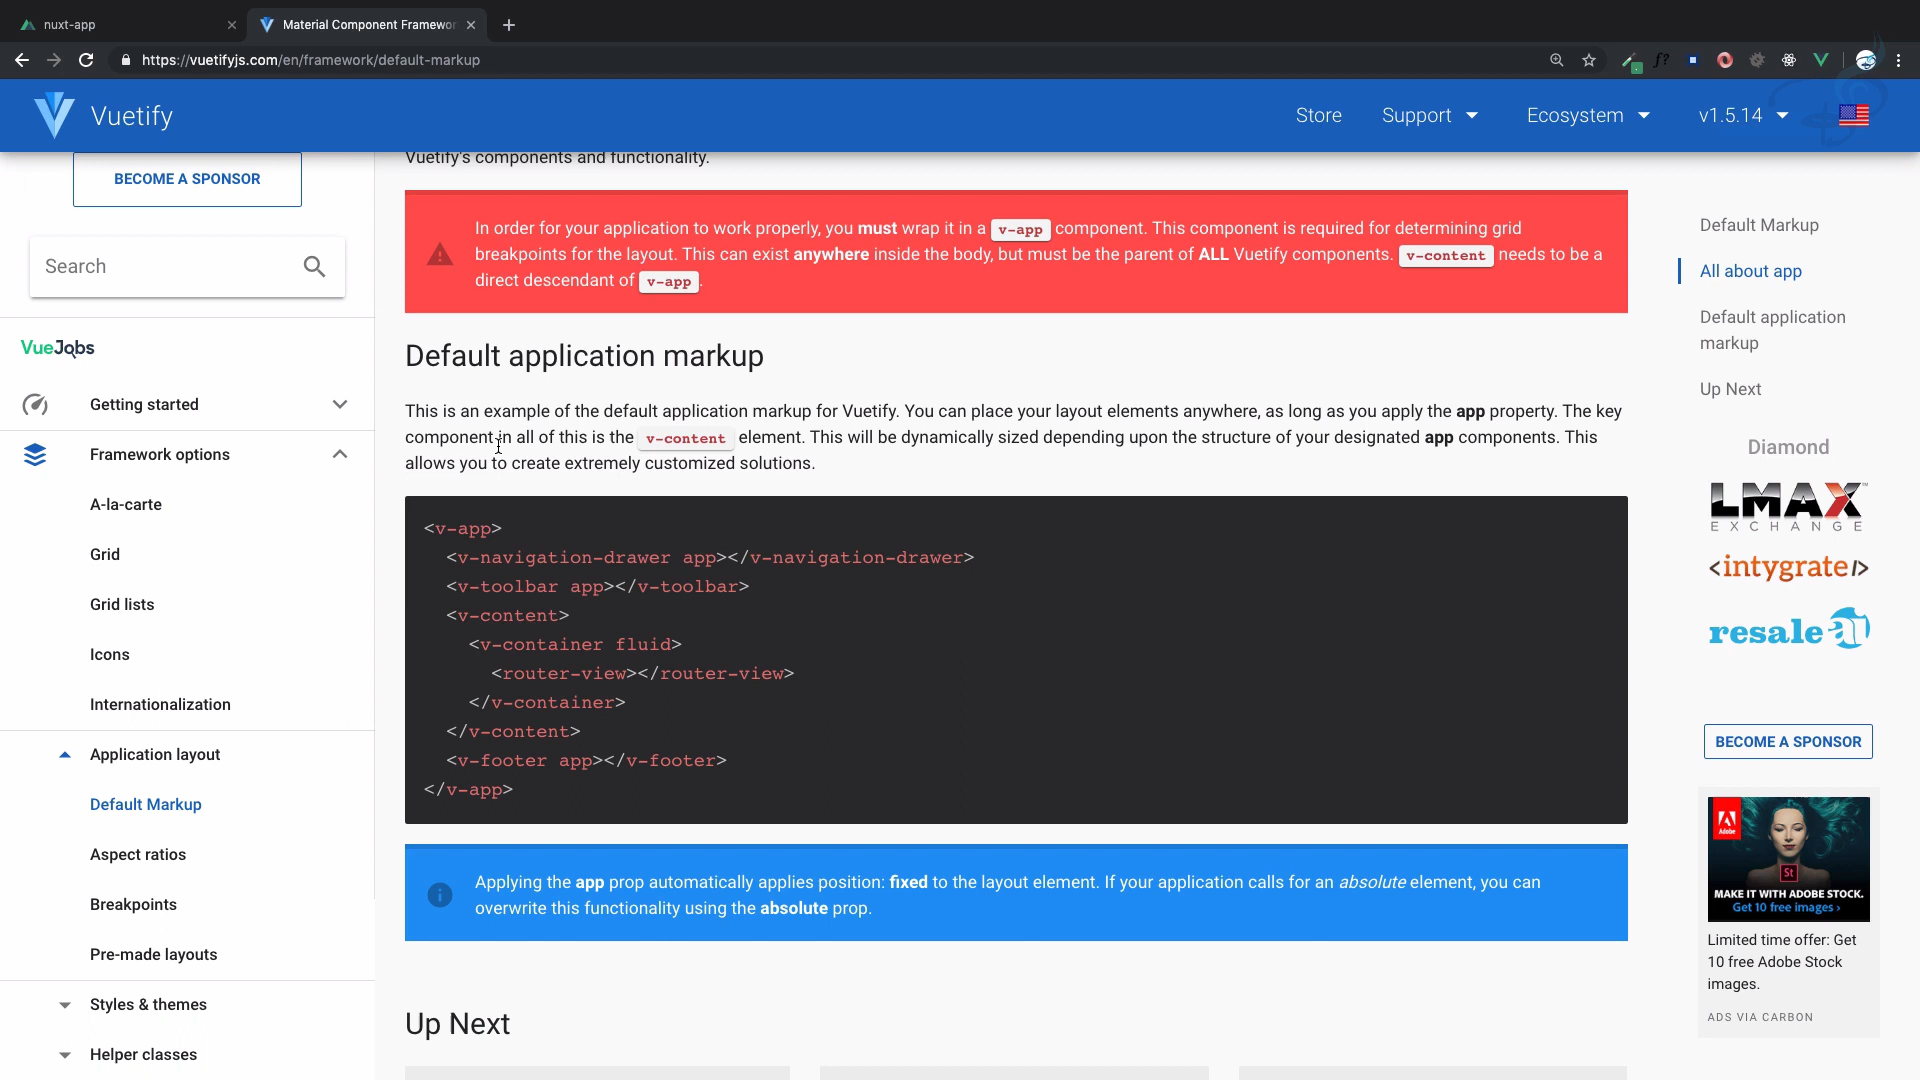 nuxt-app
Material Component Framewor
https://vuetifyjs.com/en/framework/default-markup
f?
Vuetify
Store
Support
Ecosystem
v1.5.14
BECOME A SPONSOR
Search
VueJobs
Getting started
Framework options
A-la-carte
Grid
Grid lists
Icons
Internationalization
Application layout
Default Markup
Aspect ratios
Breakpoints
Pre-made layouts
Styles & themes
Helper classes
Vuetify's components and functionality.
In order for your application to work properly, you must wrap it in a v-app component. This component is required for determining grid
breakpoints for the layout. This can exist anywhere inside the body, but must be the parent of ALL Vuetify components. v-content needs to be a
direct descendant of v-app.
Default application markup
This is an example of the default application markup for Vuetify. You can place your layout elements anywhere, as long as you apply the app property. The key
component in all of this is the v-content element. This will be dynamically sized depending upon the structure of your designated app components. This
allows you to create extremely customized solutions.
<v-app>
<v-navigation-drawer app></v-navigation-drawer>
<v-toolbar app></v-toolbar>
<v-content>
<v-container fluid>
<router-view></router-view>
</v-container>
</v-content>
<v-footer app></v-footer>
</v-app>
Applying the app prop automatically applies position: fixed to the layout element. If your application calls for an absolute element, you can
overwrite this functionality using the absolute prop.
Up Next
Default Markup
All about app
Default application
markup
Up Next
Diamond
LMAX
EXCHANGE
<intygrate/>
resale ai
BECOME A SPONSOR
Adobe
St
MAKE IT WITH ADOBE STOCK.
Get 10 free images ›
Limited time offer: Get
10 free Adobe Stock
images.
ADS VIA CARBON